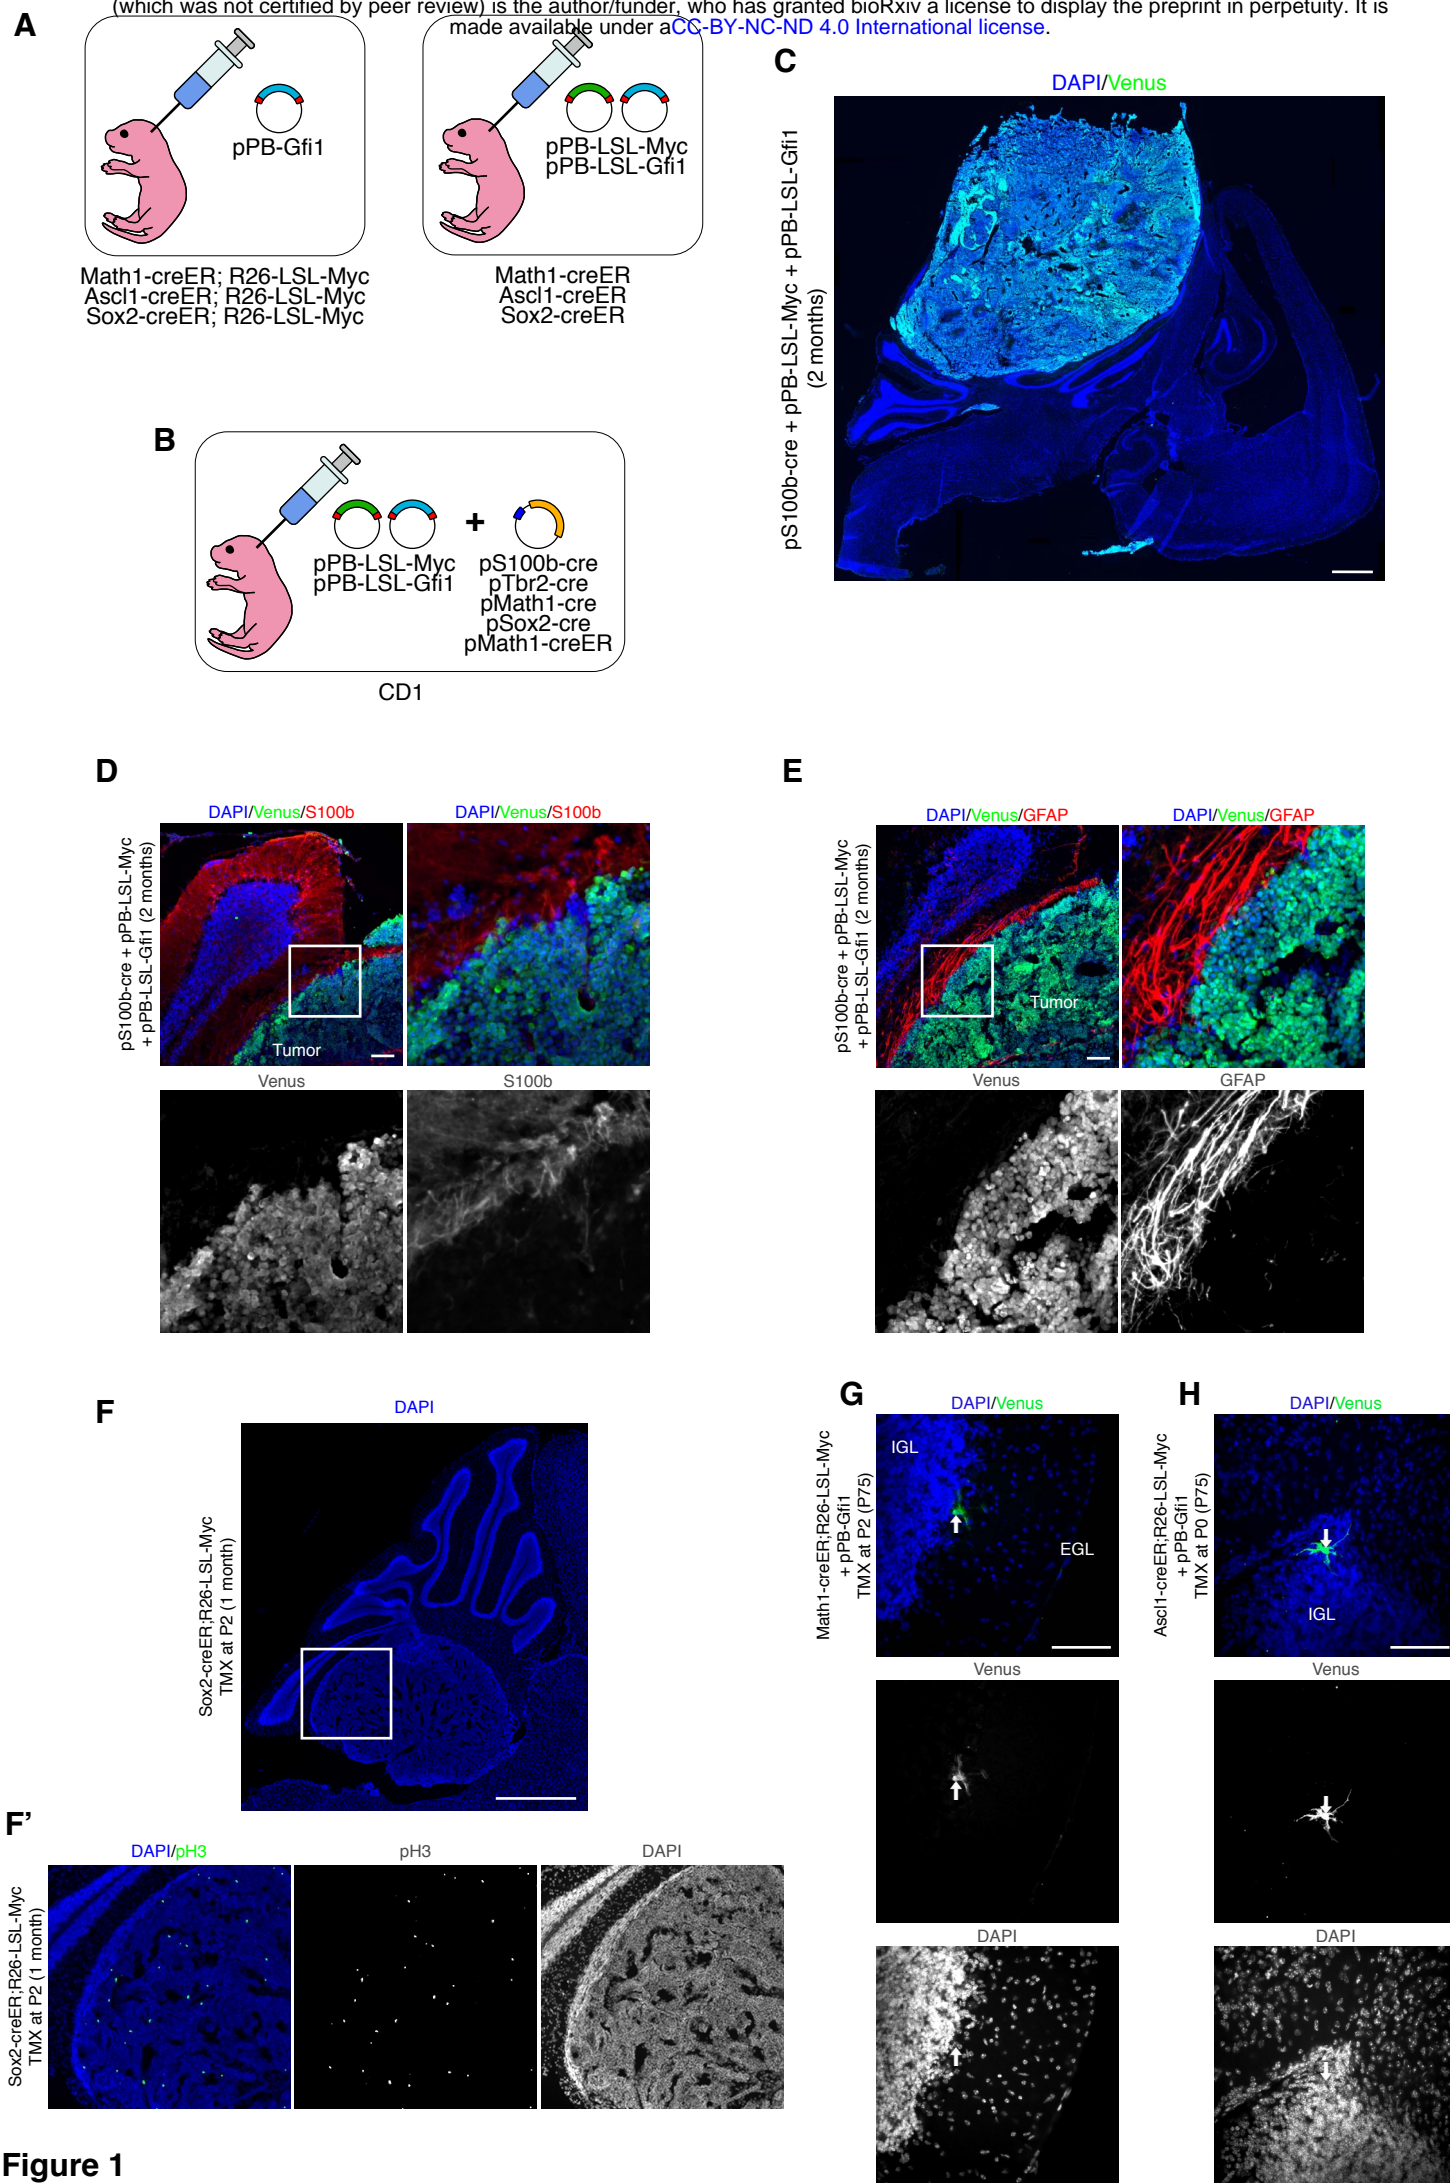 (which was not certified by peer review) is the author/funder, who has granted bioRxiv a license to display the preprint in perpetuity. It is
made available under aCC-BY-NC-ND 4.0 International license.
A
pPB-Gfi1
Math1-creER; R26-LSL-Myc
Ascl1-creER; R26-LSL-Myc
Sox2-creER; R26-LSL-Myc
pPB-LSL-Myc
pPB-LSL-Gfi1
Math1-creER
Ascl1-creER
Sox2-creER
B
pPB-LSL-Myc
pPB-LSL-Gfi1
+
pS100b-cre
pTbr2-cre
pMath1-cre
pSox2-cre
pMath1-creER
CD1
C
DAPI/Venus
pS100b-cre + pPB-LSL-Myc + pPB-LSL-Gfi1
(2 months)
D
DAPI/Venus/S100b
DAPI/Venus/S100b
pS100b-cre + pPB-LSL-Myc
+ pPB-LSL-Gfi1 (2 months)
Tumor
Venus
S100b
E
DAPI/Venus/GFAP
DAPI/Venus/GFAP
pS100b-cre + pPB-LSL-Myc
+ pPB-LSL-Gfi1 (2 months)
Tumor
Venus
GFAP
F
DAPI
Sox2-creER;R26-LSL-Myc
TMX at P2 (1 month)
F’
DAPI/pH3
pH3
DAPI
Sox2-creER;R26-LSL-Myc
TMX at P2 (1 month)
G
DAPI/Venus
Math1-creER;R26-LSL-Myc
+ pPB-Gfi1
TMX at P2 (P75)
IGL
EGL
Venus
DAPI
H
DAPI/Venus
Ascl1-creER;R26-LSL-Myc
+ pPB-Gfi1
TMX at P0 (P75)
IGL
Venus
DAPI
Figure 1